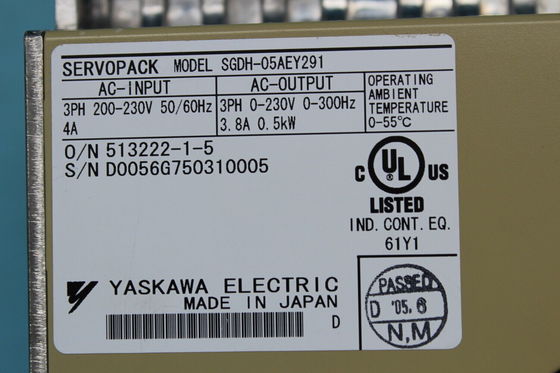 SERVOPACK MODEL SGDH-05AEY291
AC-INPUT
3PH 200-230V 50/60Hz
4A
AC-OUTPUT
3PH 0-230V 0-300Hz
3.8A 0.5kW
OPERATING
AMBIENT
TEMPERATURE
0-55℃
O/N 513222-1-5
S/N D0056G750310005
C UL US
LISTED
IND. CONT. EQ.
61Y1
YASKAWA ELECTRIC
MADE IN JAPAN
D
PASSED
D '05. 6
N,M